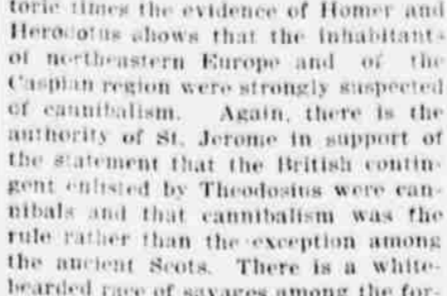 toric times the evidence of Homer and
Herodotus shows that the inhabitants
of northeastern Europe and of the
Caspian region were strongly suspected
of cannibalism. Again, there is the
authority of St. Jerome in support of
the statement that the British contin-
gent enlisted by Theodosius were can-
nibals and that cannibalism was the
rule rather than the exception among
the ancient Scots. There is a white-
bearded race of savages among the for-